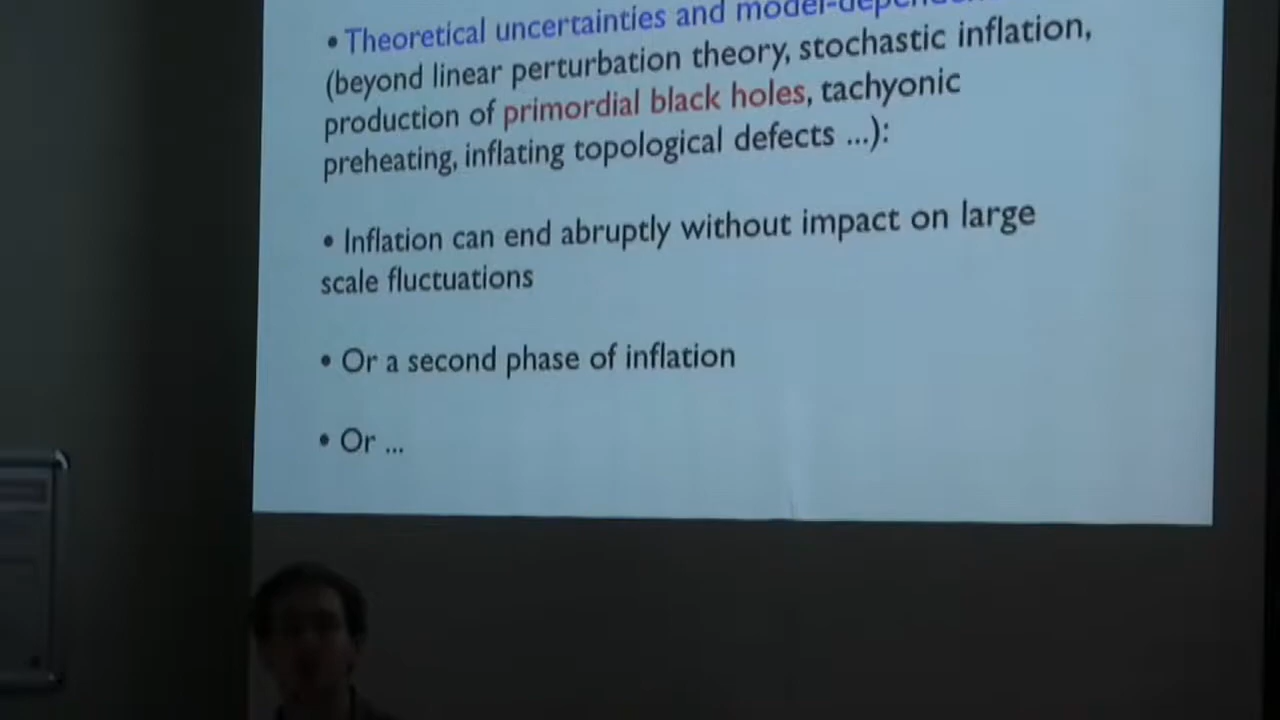 • Theoretical uncertainties and
(beyond linear perturbation theory, stochastic inflation,
production of primordial black holes, tachyonic
preheating, inflating topological defects ...):
• Inflation can end abruptly without impact on large
scale fluctuations
• Or a second phase of inflation
• Or ...